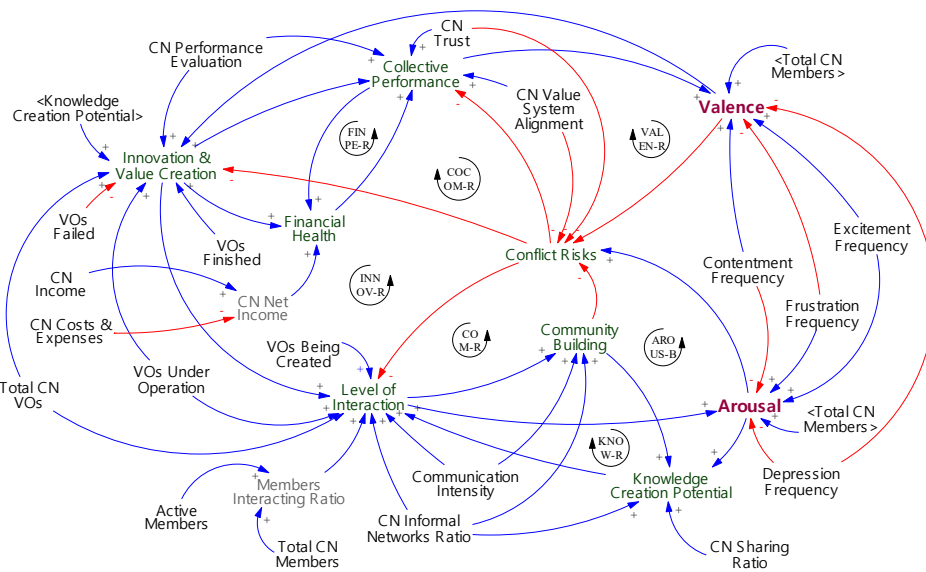 CN
Trust
CN Performance
Evaluation
Collective
Performance
<Total CN
Members>
<Knowledge
Creation Potential>
CN Value
System
Alignment
Valence
FIN
PE-R
VAL
EN-R
Innovation &
Value Creation
COC
OM-R
VOs
Failed
Financial
Health
VOs
Finished
Excitement
Frequency
Conflict Risks
Contentment
Frequency
CN
Income
INN
OV-R
CN Net
Income
Frustration
Frequency
CN Costs &
Expenses
CO
M-R
Community
Building
ARO
US-B
VOs Being
Created
Total CN
VOs
VOs Under
Operation
Level of
Interaction
Arousal
<Total CN
Members>
KNO
W-R
Communication
Intensity
Members
Interacting Ratio
Knowledge
Creation Potential
Depression
Frequency
Active
Members
CN Informal
Networks Ratio
Total CN
Members
CN Sharing
Ratio